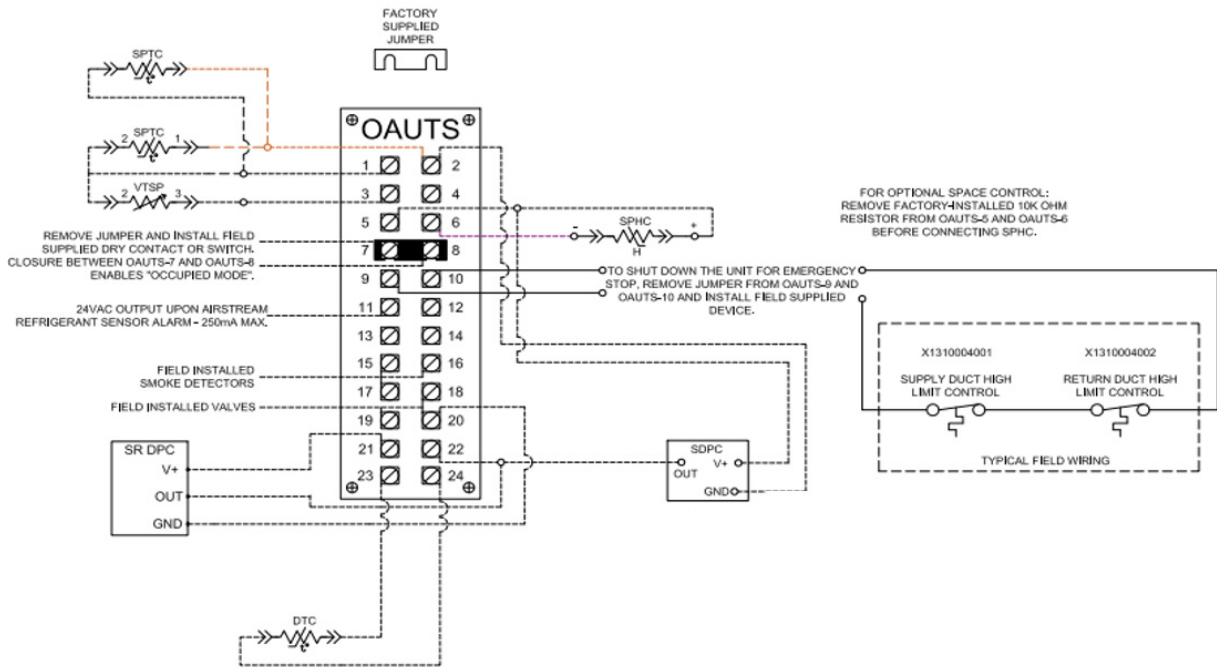 FACTORY
SUPPLIED
JUMPER
SPTC
t
OAUTS
2 SPTC 1
t
1 2
2 VTSP 3
3 4
5 6
- SPHC +
H
FOR OPTIONAL SPACE CONTROL:
REMOVE FACTORY-INSTALLED 10K OHM
RESISTOR FROM OAUTS-5 AND OAUTS-6
BEFORE CONNECTING SPHC.
REMOVE JUMPER AND INSTALL FIELD
SUPPLIED DRY CONTACT OR SWITCH.
CLOSURE BETWEEN OAUTS-7 AND OAUTS-8
ENABLES "OCCUPIED MODE".
7 8
9 10
TO SHUT DOWN THE UNIT FOR EMERGENCY
STOP, REMOVE JUMPER FROM OAUTS-9 AND
OAUTS-10 AND INSTALL FIELD SUPPLIED
DEVICE.
24VAC OUTPUT UPON AIRSTREAM
REFRIGERANT SENSOR ALARM - 250mA MAX.
11 12
13 14
15 16
FIELD INSTALLED
SMOKE DETECTORS
17 18
FIELD INSTALLED VALVES
19 20
21 22
23 24
X1310004001
SUPPLY DUCT HIGH
LIMIT CONTROL
X1310004002
RETURN DUCT HIGH
LIMIT CONTROL
TYPICAL FIELD WIRING
SR DPC
V+
OUT
GND
SDPC
OUT
V+
GND
DTC
t